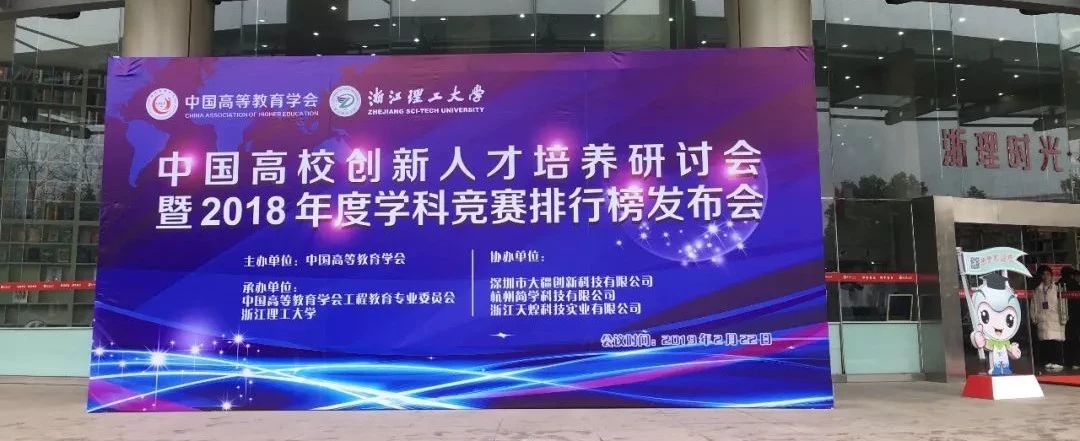 中国高等教育学会
CHINA ASSOCIATION OF HIGHER EDUCATION
浙江理工大学
ZHEJIANG SCI-TECH UNIVERSITY
中国高校创新人才培养研讨会
暨2018年度学科竞赛排行榜发布会
主办单位：中国高等教育学会
承办单位：
中国高等教育学会工程教育专业委员会
浙江理工大学
协办单位：
深圳市大疆创新科技有限公司
杭州简学科技有限公司
浙江天煌科技实业有限公司
会议时间：2019年2月22日
浙理时光